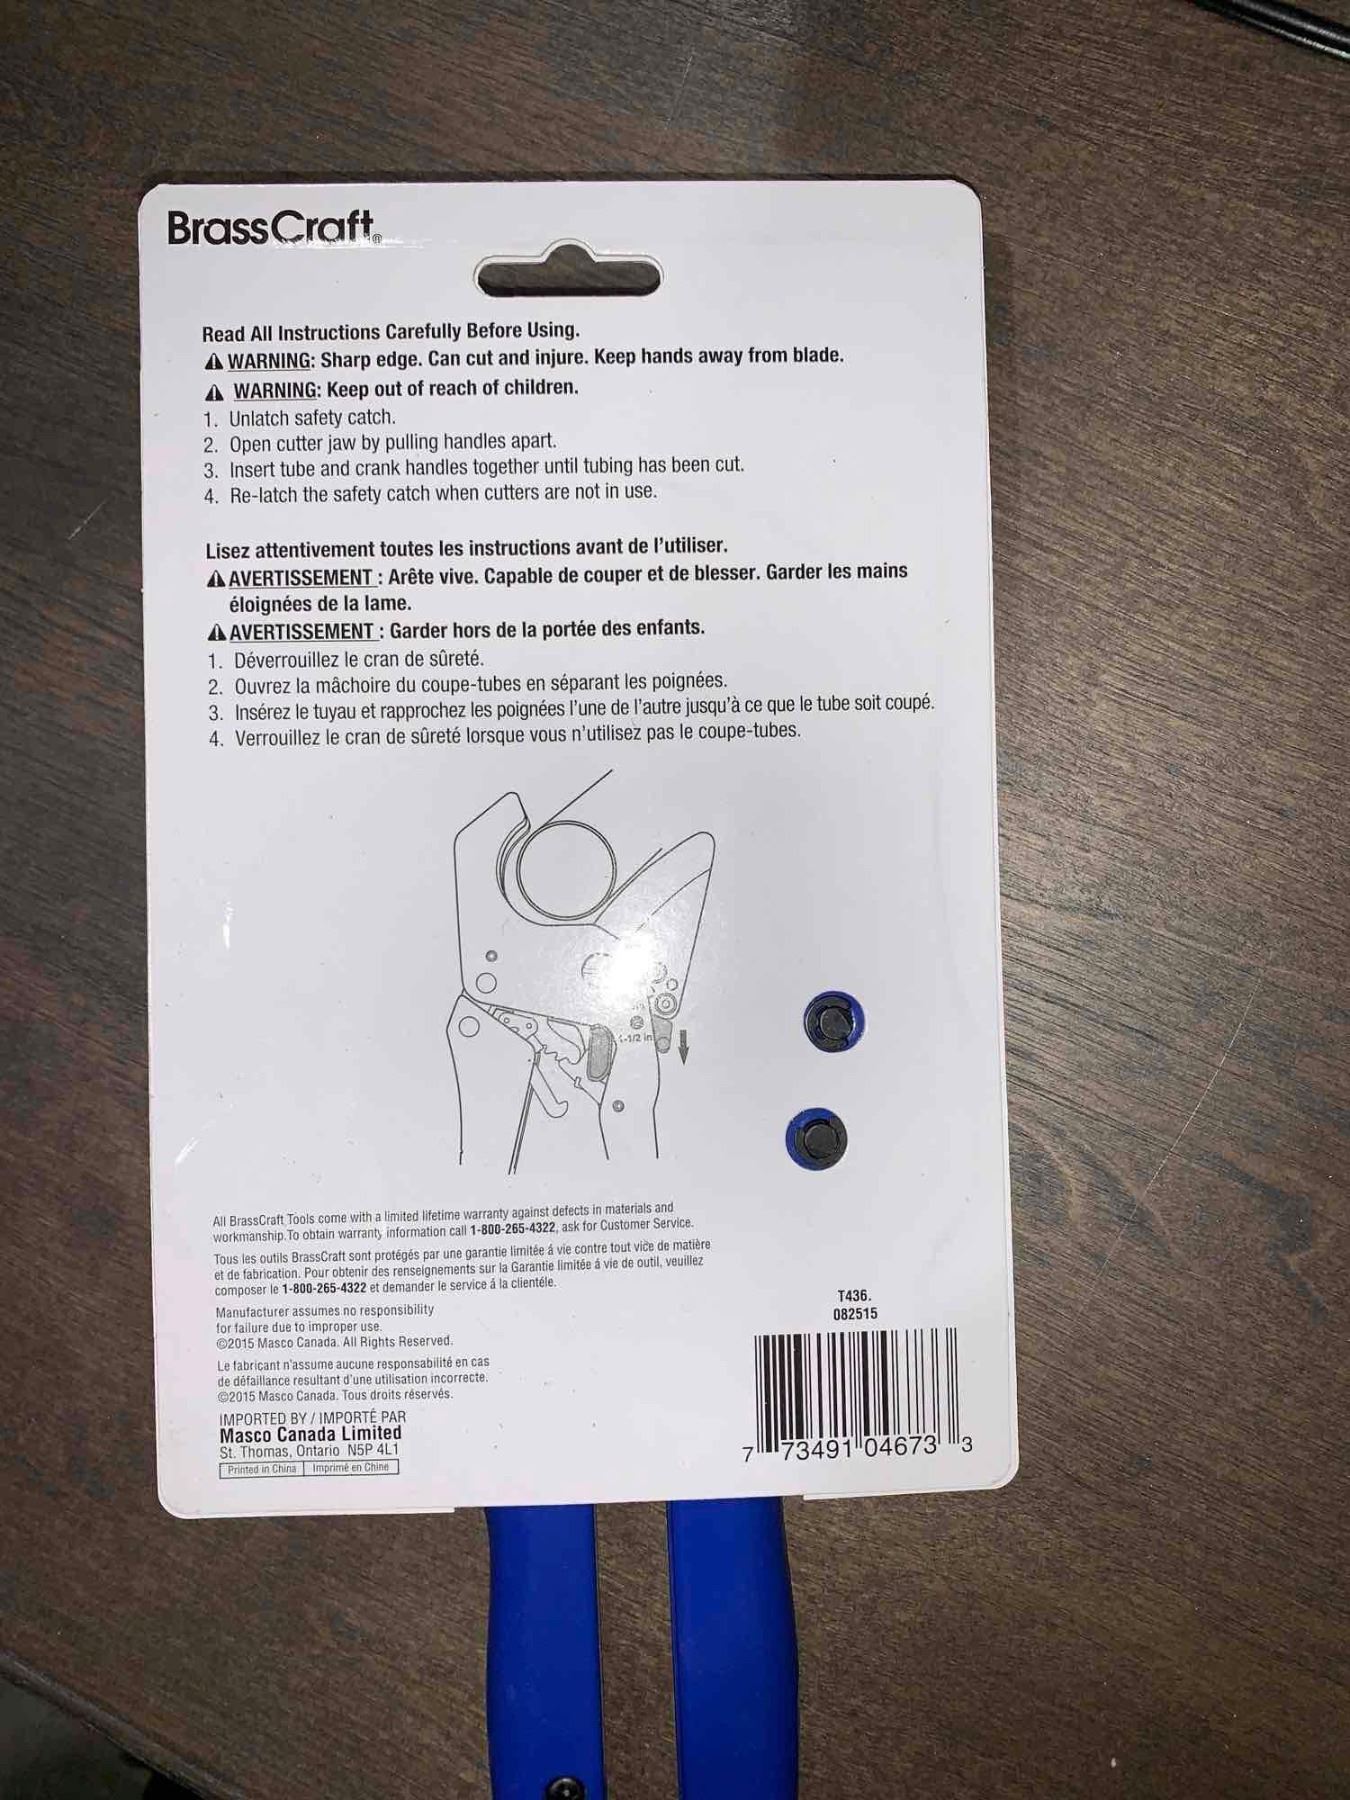 BrassCraft®
Read All Instructions Carefully Before Using.
⚠ WARNING: Sharp edge. Can cut and injure. Keep hands away from blade.
⚠ WARNING: Keep out of reach of children.
1. Unlatch safety catch.
2. Open cutter jaw by pulling handles apart.
3. Insert tube and crank handles together until tubing has been cut.
4. Re-latch the safety catch when cutters are not in use.
Lisez attentivement toutes les instructions avant de l'utiliser.
⚠ AVERTISSEMENT : Arête vive. Capable de couper et de blesser. Garder les mains
éloignées de la lame.
⚠ AVERTISSEMENT : Garder hors de la portée des enfants.
1. Déverrouillez le cran de sûreté.
2. Ouvrez la mâchoire du coupe-tubes en séparant les poignées.
3. Insérez le tuyau et rapprochez les poignées l'une de l'autre jusqu'à ce que le tube soit coupé.
4. Verrouillez le cran de sûreté lorsque vous n'utilisez pas le coupe-tubes.
-1/2 in
All BrassCraft Tools come with a limited lifetime warranty against defects in materials and
workmanship. To obtain warranty information call 1-800-265-4322, ask for Customer Service.
Tous les outils BrassCraft sont protégés par une garantie limitée á vie contre tout vice de matière
et de fabrication. Pour obtenir des renseignements sur la Garantie limitée á vie de outil, veuillez
composer le 1-800-265-4322 et demander le service á la clientéle.
Manufacturer assumes no responsibility
for failure due to improper use.
©2015 Masco Canada. All Rights Reserved.
Le fabricant n'assume aucune responsabilité en cas
de défaillance resultant d'une utilisation incorrecte.
©2015 Masco Canada. Tous droits réservés.
IMPORTED BY / IMPORTÉ PAR
Masco Canada Limited
St. Thomas, Ontario N5P 4L1
Printed in China | Imprimé en Chine
T436.
082515
7 73491 04673 3